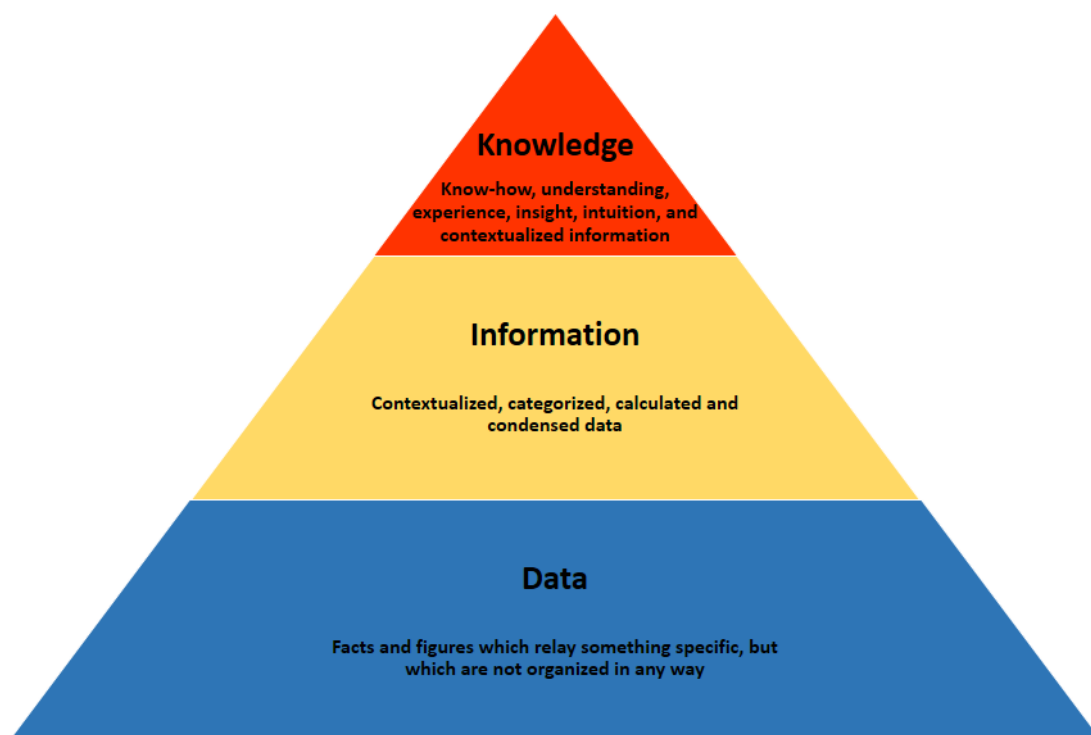 Knowledge
Know-how, understanding,
experience, insight, intuition, and
contextualized information
Information
Contextualized, categorized, calculated and
condensed data
Data
Facts and figures which relay something specific, but
which are not organized in any way